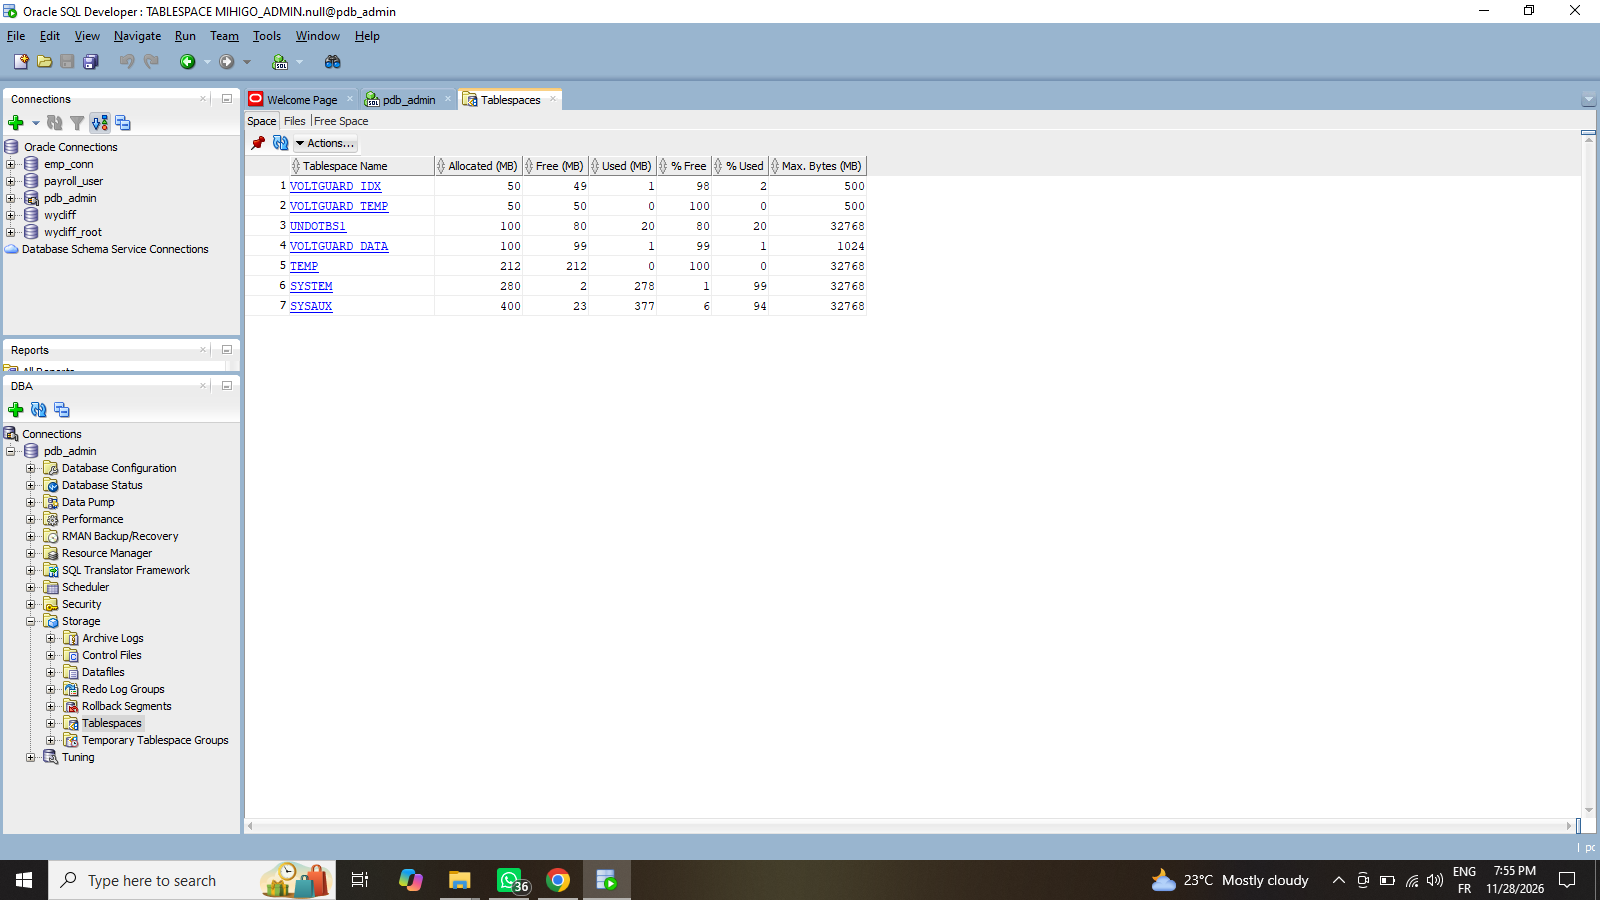 Oracle SQL Developer : TABLESPACE MIHIGO_ADMIN.null@pdb_admin
File Edit View Navigate Run Team Tools Window Help
Connections
Oracle Connections
emp_conn
payroll_user
pdb_admin
wycliff
wycliff_root
Database Schema Service Connections
Reports
All Reports
DBA
Connections
pdb_admin
Database Configuration
Database Status
Data Pump
Performance
RMAN Backup/Recovery
Resource Manager
SQL Translator Framework
Scheduler
Security
Storage
Archive Logs
Control Files
Datafiles
Redo Log Groups
Rollback Segments
Tablespaces
Temporary Tablespace Groups
Tuning
Welcome Page pdb_admin Tablespaces
Space Files Free Space
Actions...
Tablespace Name Allocated (MB) Free (MB) Used (MB) % Free % Used Max. Bytes (MB)
1 VOLTGUARD_IDX 50 49 1 98 2 500
2 VOLTGUARD_TEMP 50 50 0 100 0 500
3 UNDOTBS1 100 80 20 80 20 32768
4 VOLTGUARD_DATA 100 99 1 99 1 1024
5 TEMP 212 212 0 100 0 32768
6 SYSTEM 280 2 278 1 99 32768
7 SYSAUX 400 23 377 6 94 32768
Type here to search
36
23°C Mostly cloudy
ENG
FR
7:55 PM
11/28/2026